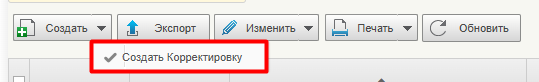 Создать Экспорт Изменить Печать Обновить
Создать Корректировку